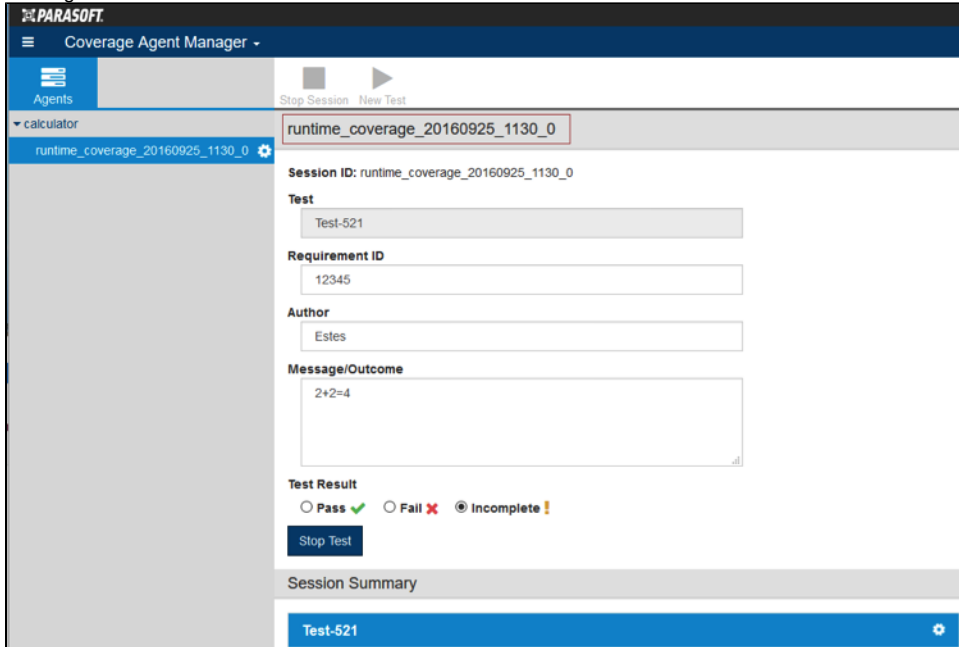 PARASOFT.
Coverage Agent Manager
Agents
Stop Session New Test
calculator
runtime_coverage_20160925_1130_0
runtime_coverage_20160925_1130_0
Session ID: runtime_coverage_20160925_1130_0
Test
Test-521
Requirement ID
12345
Author
Estes
Message/Outcome
2+2=4
Test Result
Pass Fail Incomplete
Stop Test
Session Summary
Test-521